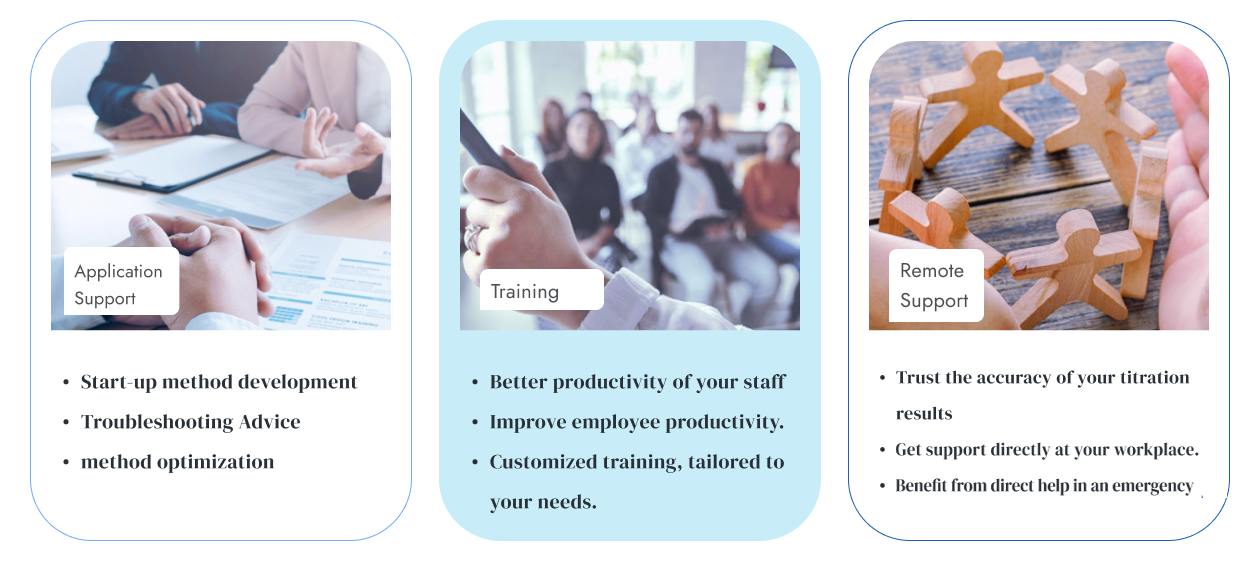 Application
Support
• Start-up method development
• Troubleshooting Advice
• method optimization
Training
• Better productivity of your staff
• Improve employee productivity.
• Customized training, tailored to
your needs.
Remote
Support
• Trust the accuracy of your titration
results
• Get support directly at your workplace.
• Benefit from direct help in an emergency